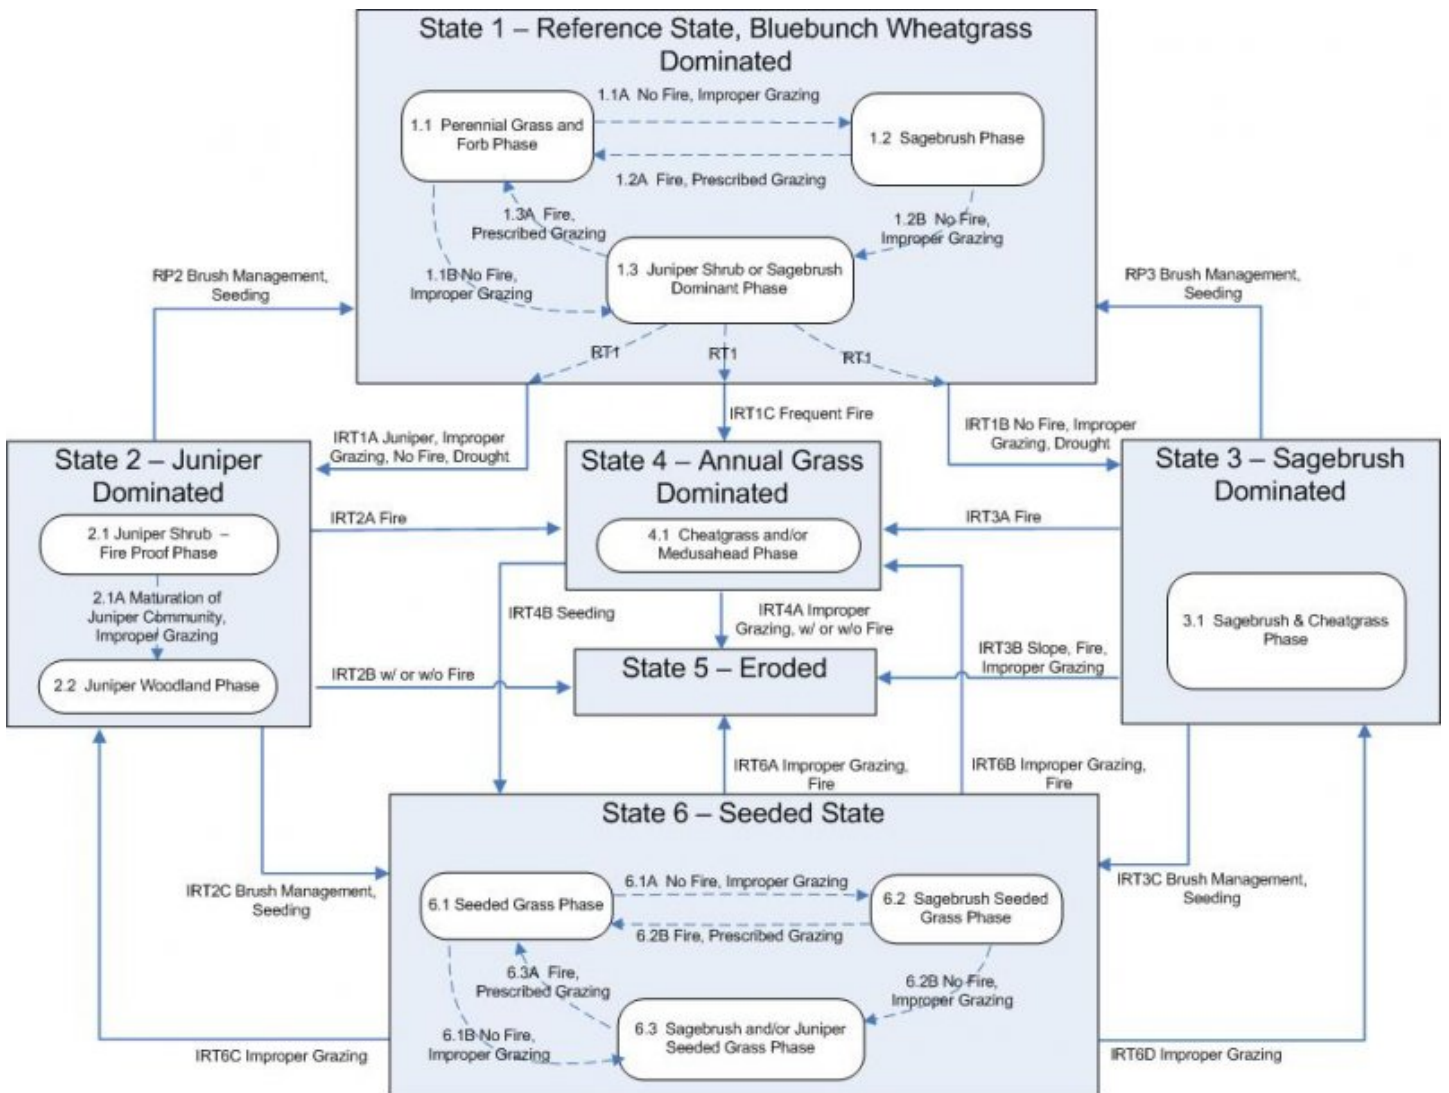 State 1 – Reference State, Bluebunch Wheatgrass
Dominated
1.1A No Fire, Improper Grazing
1.1 Perennial Grass and
Forb Phase
1.2 Sagebrush Phase
1.2A Fire, Prescribed Grazing
1.3A Fire,
Prescribed Grazing
1.2B No Fire,
Improper Grazing
1.1B No Fire,
Improper Grazing
1.3 Juniper Shrub or Sagebrush
Dominant Phase
RP2 Brush Management,
Seeding
RP3 Brush Management,
Seeding
RT1
RT1
RT1
IRT1A Juniper, Improper
Grazing, No Fire, Drought
IRT1C Frequent Fire
IRT1B No Fire, Improper
Grazing, Drought
State 2 – Juniper
Dominated
2.1 Juniper Shrub –
Fire Proof Phase
2.1A Maturation of
Juniper Community,
Improper Grazing
2.2 Juniper Woodland Phase
IRT2A Fire
State 4 – Annual Grass
Dominated
4.1 Cheatgrass and/or
Medusahead Phase
IRT3A Fire
State 3 – Sagebrush
Dominated
3.1 Sagebrush & Cheatgrass
Phase
IRT4B Seeding
IRT4A Improper
Grazing, w/ or w/o Fire
IRT3B Slope, Fire,
Improper Grazing
IRT2B w/ or w/o Fire
State 5 – Eroded
IRT6A Improper Grazing,
Fire
IRT6B Improper Grazing,
Fire
IRT2C Brush Management,
Seeding
IRT3C Brush Management,
Seeding
State 6 – Seeded State
6.1A No Fire, Improper Grazing
6.1 Seeded Grass Phase
6.2 Sagebrush Seeded
Grass Phase
6.2B Fire, Prescribed Grazing
6.3A Fire,
Prescribed Grazing
6.2B No Fire,
Improper Grazing
6.1B No Fire,
Improper Grazing
6.3 Sagebrush and/or Juniper
Seeded Grass Phase
IRT6C Improper Grazing
IRT6D Improper Grazing